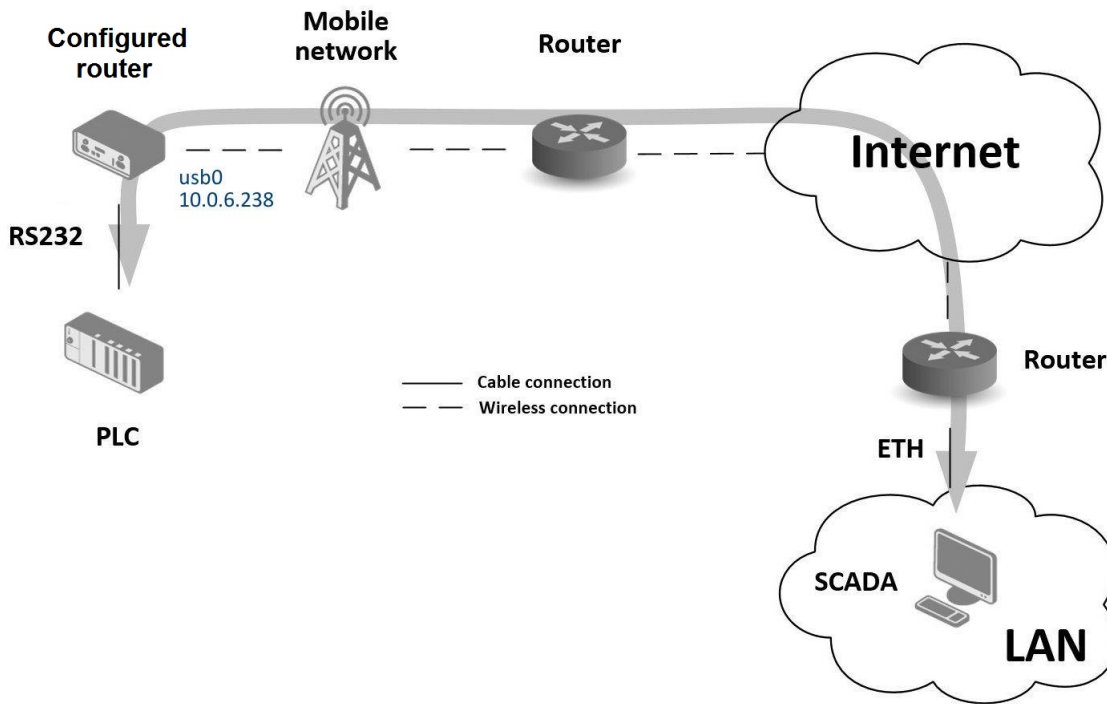 Configured
router
Mobile
network
Router
Internet
usb0
10.0.6.238
RS232
PLC
Cable connection
Wireless connection
Router
ETH
SCADA
LAN